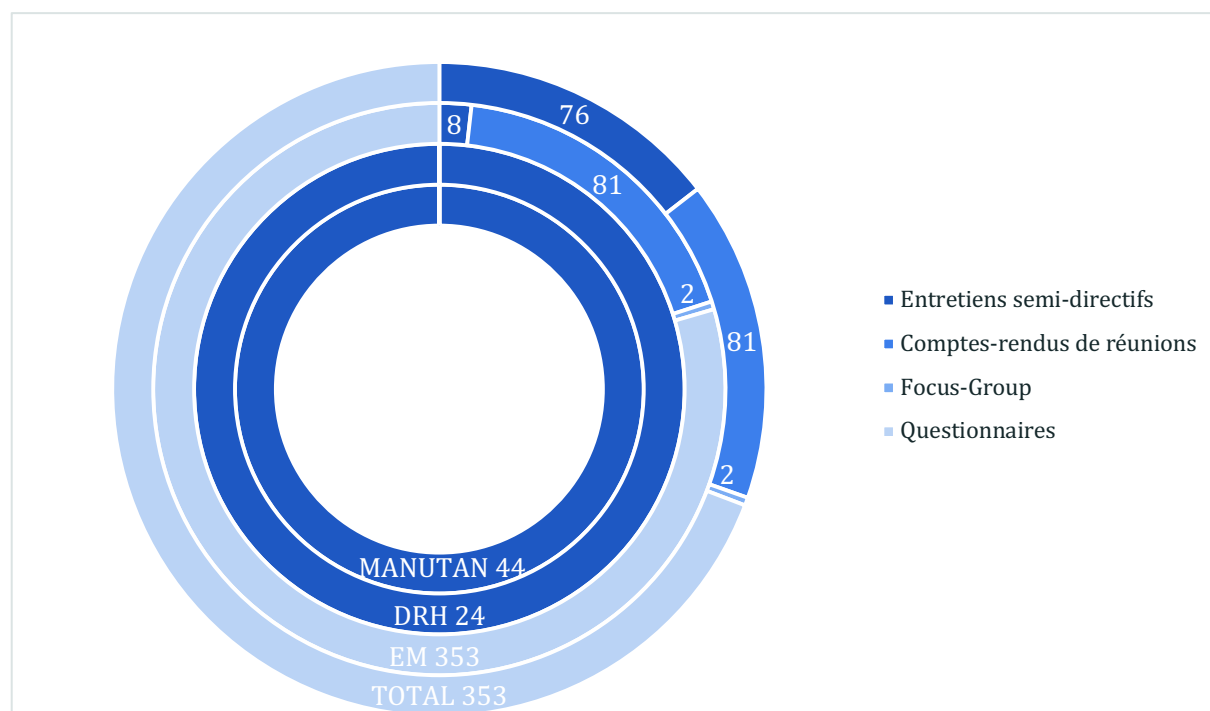 76
8
81
2
81
2
MANUTAN 44
DRH 24
EM 353
TOTAL 353
Entretiens semi-directifs
Comptes-rendus de réunions
Focus-Group
Questionnaires